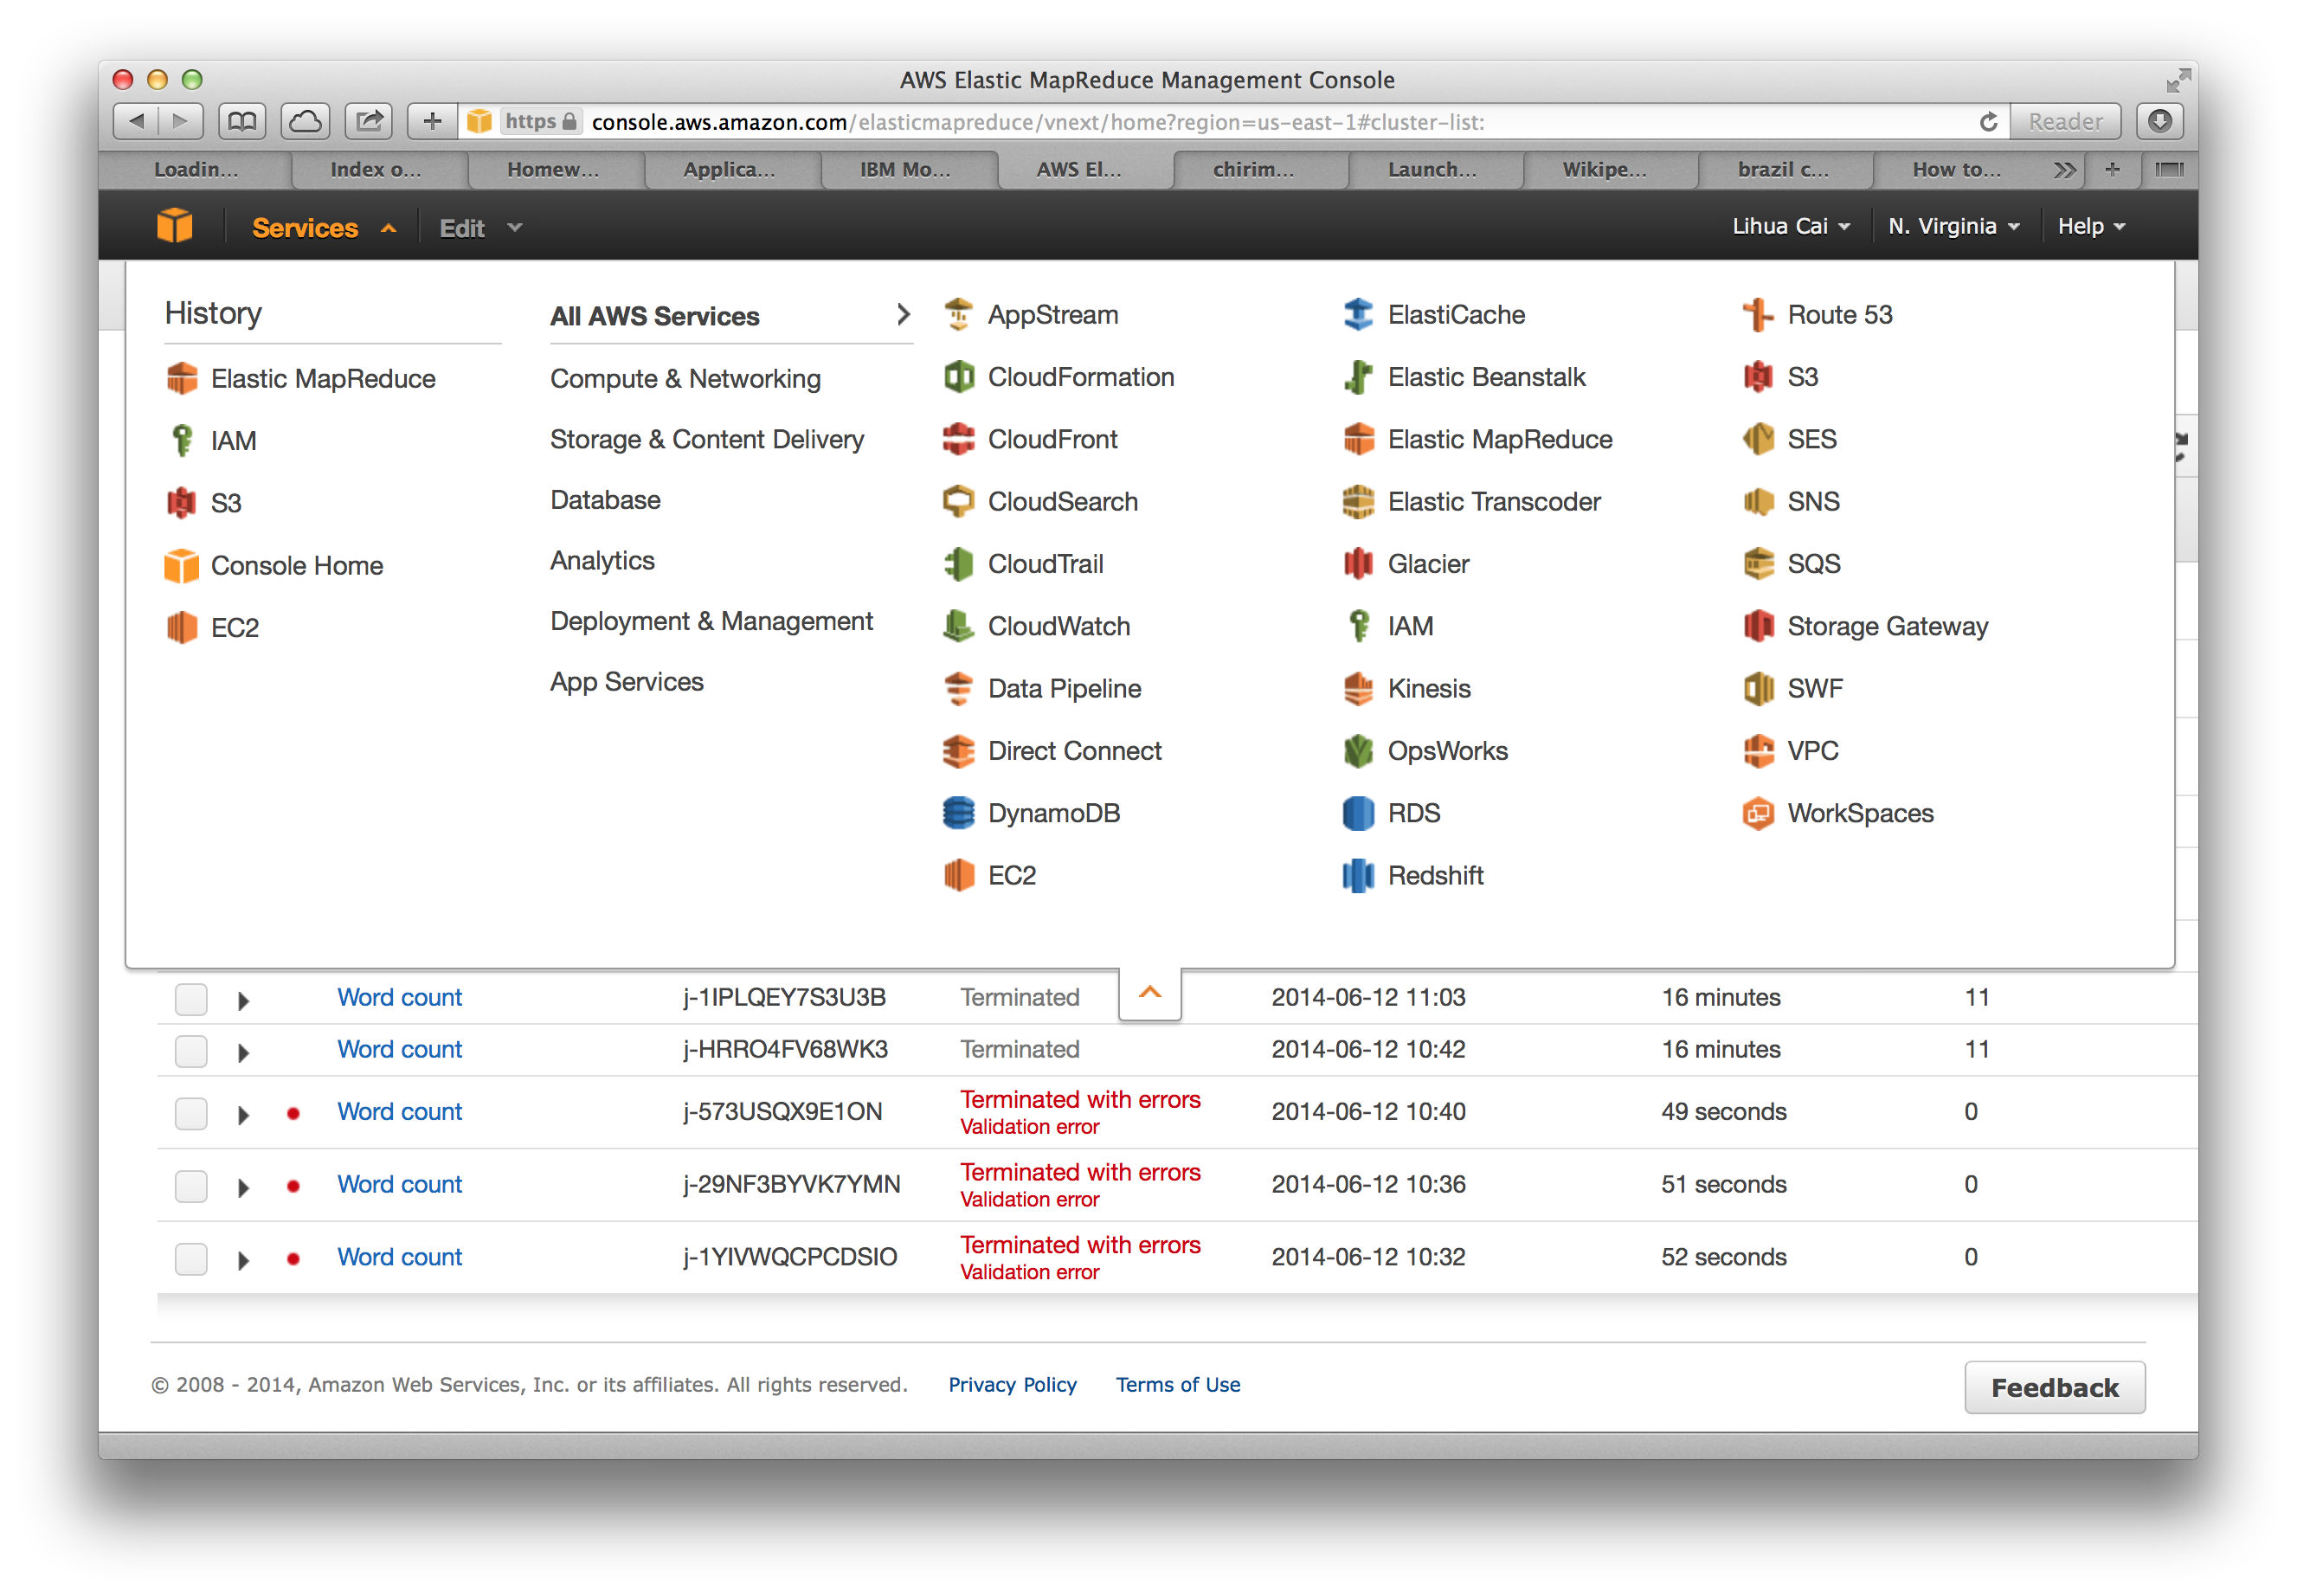 AWS Elastic MapReduce Management Console
https console.aws.amazon.com/elasticmapreduce/vnext/home?region=us-east-1#cluster-list: Reader
Loadin... Index o... Homew... Applica... IBM Mo... AWS El... chirim... Launch... Wikipe... brazil c... How to...
Services Edit Lihua Cai N. Virginia Help
History
Elastic MapReduce
IAM
S3
Console Home
EC2
All AWS Services
Compute & Networking
Storage & Content Delivery
Database
Analytics
Deployment & Management
App Services
AppStream
CloudFormation
CloudFront
CloudSearch
CloudTrail
CloudWatch
Data Pipeline
Direct Connect
DynamoDB
EC2
ElastiCache
Elastic Beanstalk
Elastic MapReduce
Elastic Transcoder
Glacier
IAM
Kinesis
OpsWorks
RDS
Redshift
Route 53
S3
SES
SNS
SQS
Storage Gateway
SWF
VPC
WorkSpaces
Word count j-1IPLQEY7S3U3B Terminated 2014-06-12 11:03 16 minutes 11
Word count j-HRRO4FV68WK3 Terminated 2014-06-12 10:42 16 minutes 11
Word count j-573USQX9E1ON Terminated with errors 2014-06-12 10:40 49 seconds 0
Validation error
Word count j-29NF3BYVK7YMN Terminated with errors 2014-06-12 10:36 51 seconds 0
Validation error
Word count j-1YIVWQCPCDSIO Terminated with errors 2014-06-12 10:32 52 seconds 0
Validation error
© 2008 - 2014, Amazon Web Services, Inc. or its affiliates. All rights reserved. Privacy Policy Terms of Use Feedback